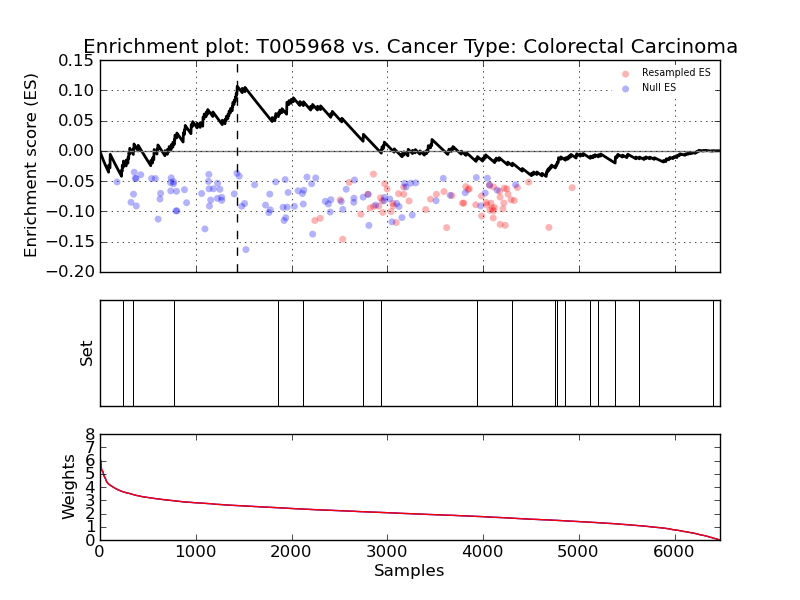 Enrichment plot: T005968 vs. Cancer Type: Colorectal Carcinoma
Enrichment score (ES)
0.15
0.10
0.05
0.00
−0.05
−0.10
−0.15
−0.20
Resampled ES
Null ES
Set
Weights
8
7
6
5
4
3
2
1
0
0 1000 2000 3000 4000 5000 6000
Samples